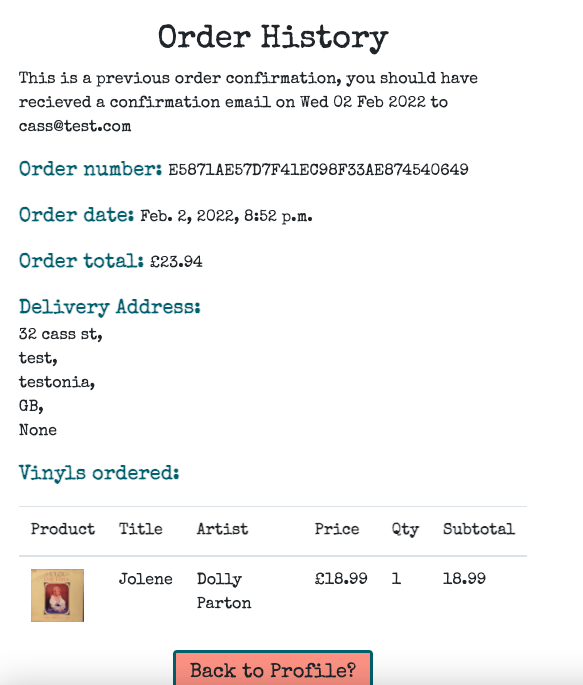 Order History
This is a previous order confirmation, you should have
recieved a confirmation email on Wed 02 Feb 2022 to
cass@test.com
Order number: E5871AE57D7F41EC98F33AE874540649
Order date: Feb. 2, 2022, 8:52 p.m.
Order total: £23.94
Delivery Address:
32 cass st,
test,
testonia,
GB,
None
Vinyls ordered:
Product Title Artist Price Qty Subtotal
Jolene Dolly £18.99 1 18.99
Parton
Back to Profile?